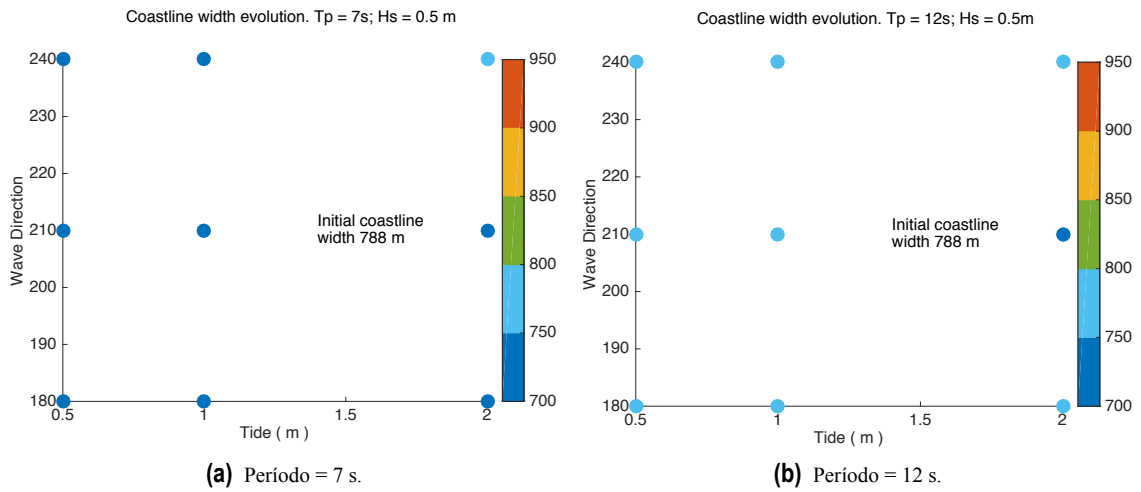 Coastline width evolution. Tp = 7s; Hs = 0.5 m
240
230
220
210
200
190
180
Wave Direction
0.5
1
1.5
2
Tide ( m )
Initial coastline
width 788 m
950
900
850
800
750
700
(a) Período = 7 s.
Coastline width evolution. Tp = 12s; Hs = 0.5m
240
230
220
210
200
190
180
Wave Direction
0.5
1
1.5
2
Tide ( m )
Initial coastline
width 788 m
950
900
850
800
750
700
(b) Período = 12 s.